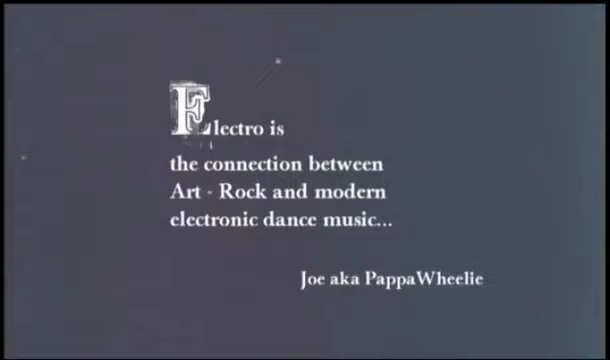 Electro is
the connection between
Art - Rock and modern
electronic dance music...
Joe aka PappaWheelie